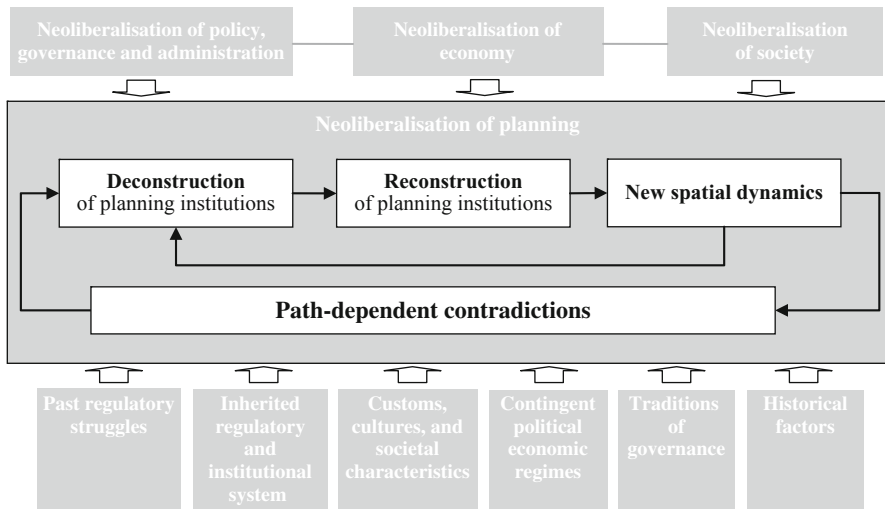 Neoliberalisation of policy,
governance and administration
Neoliberalisation of
economy
Neoliberalisation
of society
Neoliberalisation of planning
Deconstruction
of planning institutions
Reconstruction
of planning institutions
New spatial dynamics
Path-dependent contradictions
Past regulatory
struggles
Inherited
regulatory
and
institutional
system
Customs,
cultures, and
societal
characteristics
Contingent
political
economic
regimes
Traditions
of
governance
Historical
factors